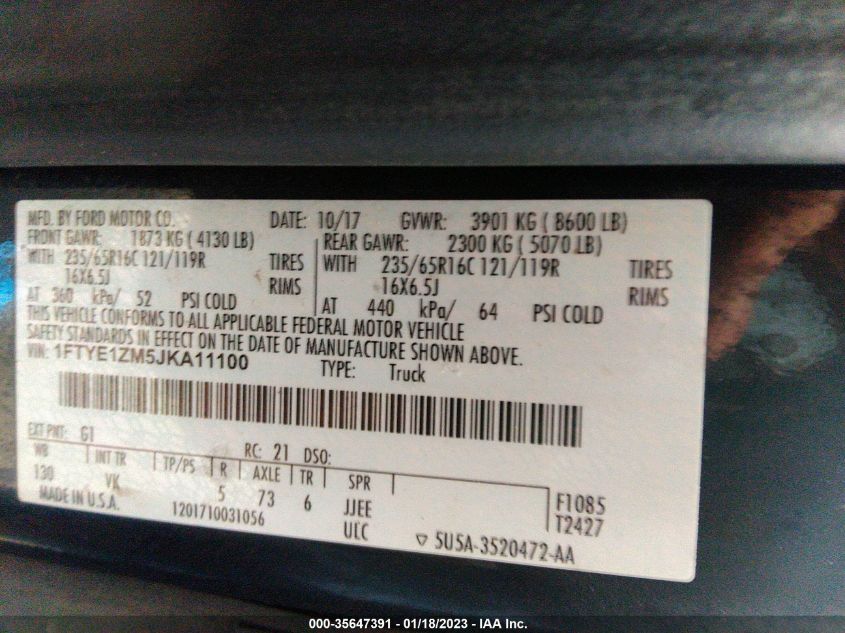 MFD. BY FORD MOTOR CO. DATE: 10/17 GVWR: 3901 KG ( 8600 LB)
FRONT GAWR: 1873 KG ( 4130 LB) REAR GAWR: 2300 KG ( 5070 LB)
WITH 235/65R16C 121/119R TIRES WITH 235/65R16C 121/119R TIRES
16X6.5J RIMS 16X6.5J RIMS
AT 360 kPa/ 52 PSI COLD AT 440 kPa/ 64 PSI COLD
THIS VEHICLE CONFORMS TO ALL APPLICABLE FEDERAL MOTOR VEHICLE
SAFETY STANDARDS IN EFFECT ON THE DATE OF MANUFACTURE SHOWN ABOVE.
VIN: 1FTYE1ZM5JKA11100 TYPE: Truck
EXT PNT: G1 RC: 21 DSO:
WB INT TR TP/PS R AXLE TR SPR
130 VK 5 73 6 JJEE F1085
MADE IN U.S.A. 1201710031056 ULC T2427
▽ 5U5A-3520472-AA
000-35647391 - 01/18/2023 - IAA Inc.